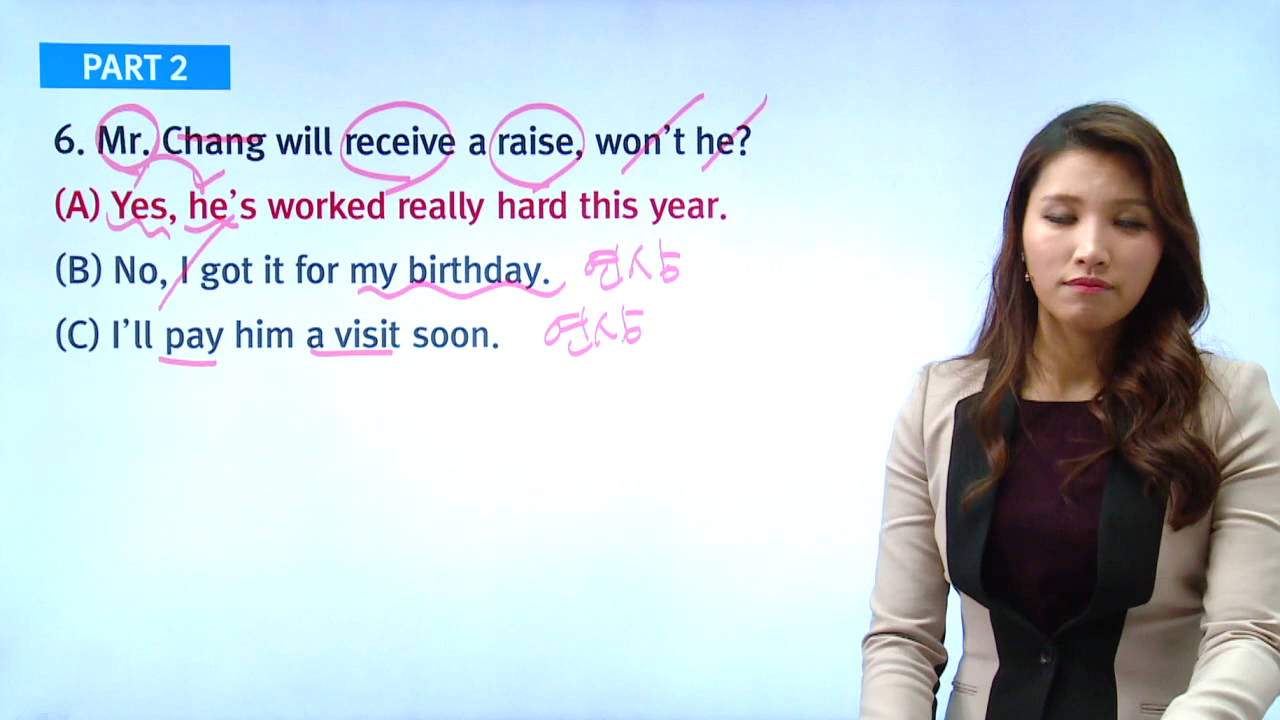 PART 2
6. Mr. Chang will receive a raise, won't he?
(A) Yes, he's worked really hard this year.
(B) No, I got it for my birthday. 연상
(C) I'll pay him a visit soon. 연상